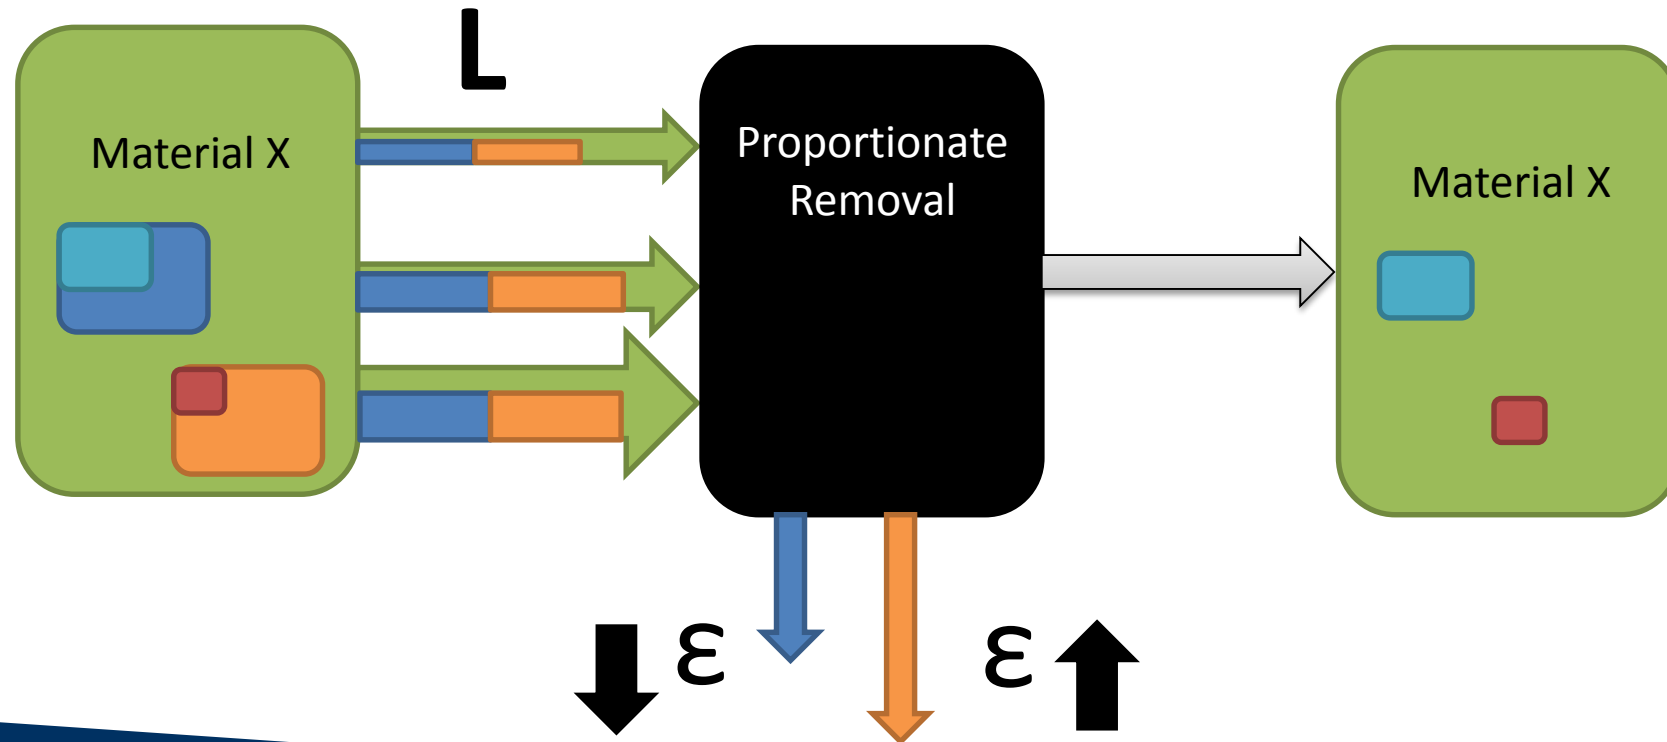 L
Material X
Proportionate
Removal
Material X
ε
ε